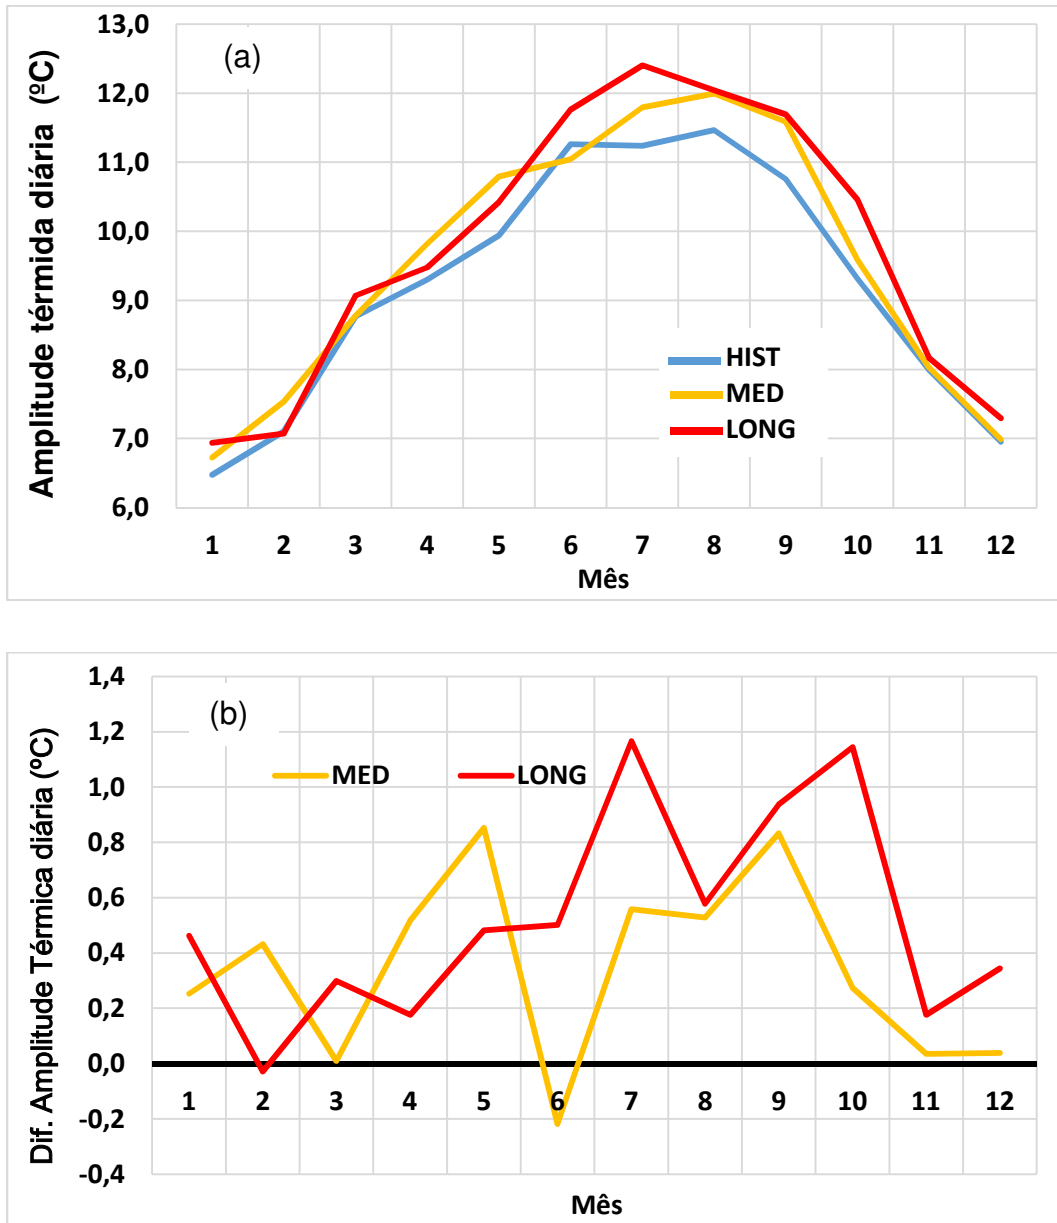 Amplitude térmida diária (ºC)
(a)
13,0
12,0
11,0
10,0
9,0
8,0
7,0
6,0
HIST
MED
LONG
1 2 3 4 5 6 7 8 9 10 11 12
Mês
Dif. Amplitude Térmica diária (ºC)
(b)
1,4
1,2
1,0
0,8
0,6
0,4
0,2
0,0
-0,2
-0,4
MED LONG
1 2 3 4 5 6 7 8 9 10 11 12
Mês